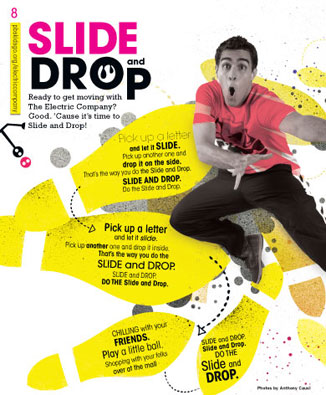 8
pbskidsgo.org/electriccompany
SLIDE
and
DROP
Ready to get moving with
The Electric Company?
Good. 'Cause it's time to
Slide and Drop!
Pick up a letter
and let it SLIDE.
Pick up another one and
drop it on the side.
That's the way you do the Slide and Drop.
SLIDE AND DROP.
Do the Slide and Drop.
Pick up a letter
and let it slide.
Pick up another one and drop it inside.
That's the way you do the
SLIDE and DROP.
SLIDE and DROP.
DO THE Slide and Drop.
CHILLING with your
FRIENDS.
Play a little ball.
Shopping with your folks
over at the mall
SLIDE and DROP.
Slide and Drop.
DO THE
Slide and
DROP.
Photos by Anthony Causi